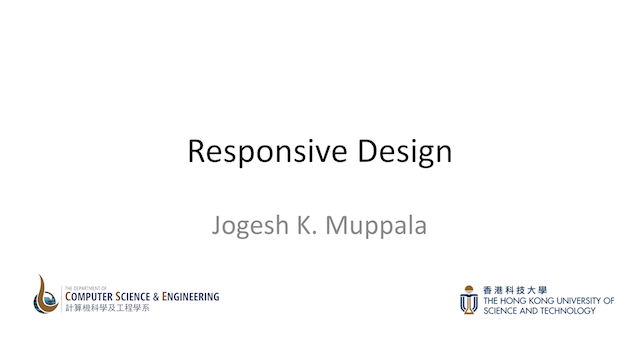 Responsive Design
Jogesh K. Muppala
THE DEPARTMENT OF
COMPUTER SCIENCE & ENGINEERING
計算機科學及工程學系
香港科技大學
THE HONG KONG UNIVERSITY OF
SCIENCE AND TECHNOLOGY